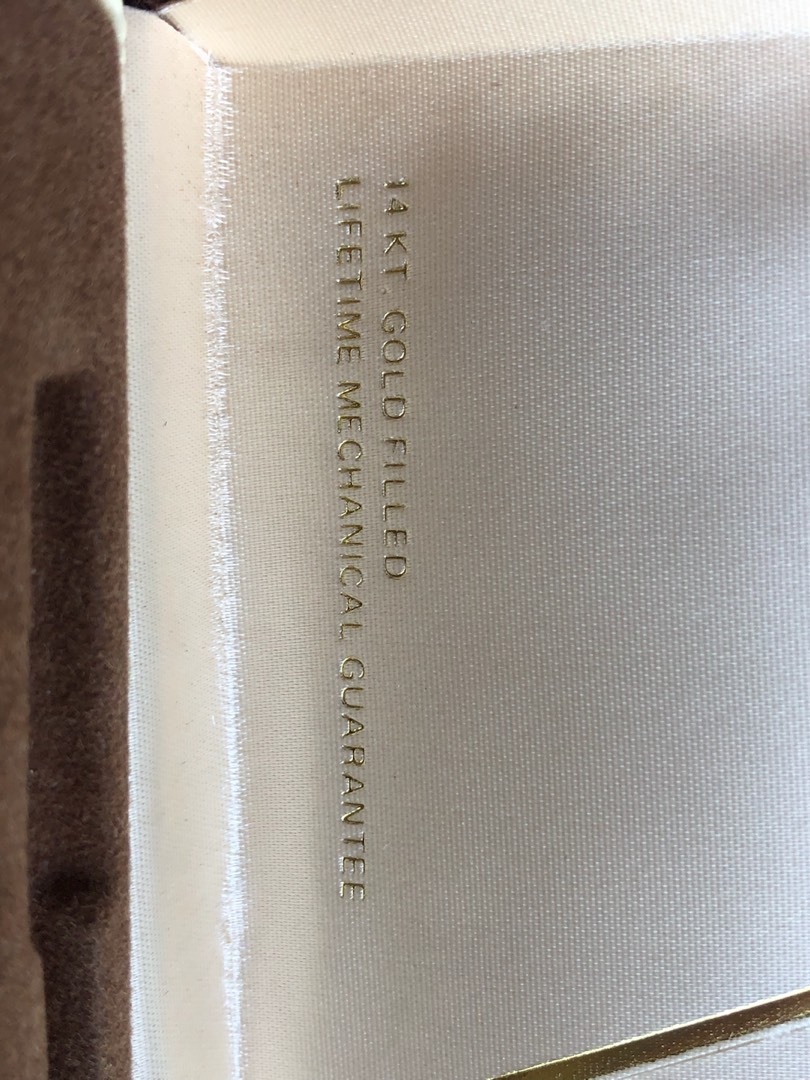 14 KT. GOLD FILLED
LIFETIME MECHANICAL GUARANTEE